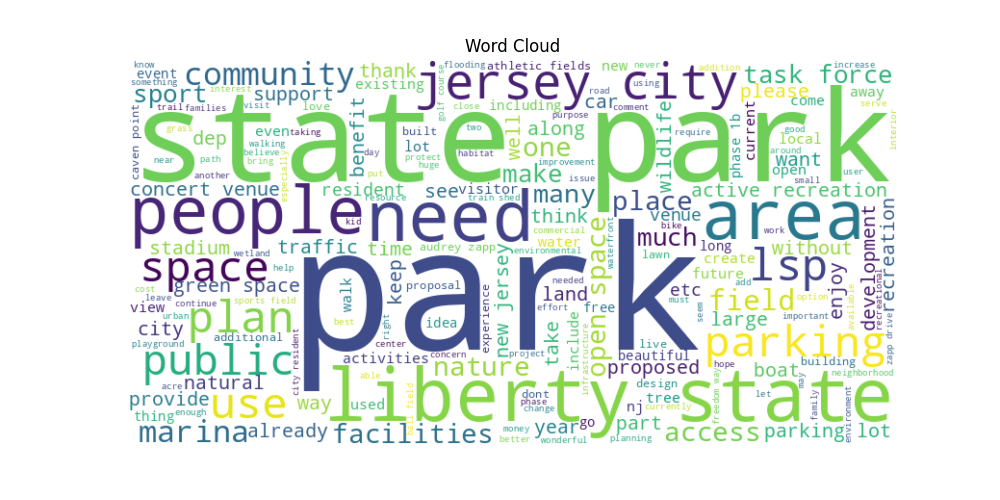 Word Cloud
know
something
event
community
thank
existing
jersey city
flooding
athletic fields
new
never
task force
addition
increase
sport
interest
support
golf course
using
please
trail
families
visit
love
close
including
car
road
comment
come
away
serve
state park
caven point
grass
dep
even
taking
benefit
built
lot
two
well
along
one
purpose
wildlife
require
phase 1b
current
good
local
interior
walking
believe
bring
near
path
day
protect
huge
habitat
make
improvement
issue
around
want
open
small
user
another
especially
put
concert venue
resident
resource
see
visitor
train shed
many
place
active recreation
people
kid
need
think
commercial
venue
bike
work
area
recreation
stadium
traffic
time
audrey zapp
water
environmental
waterfront
much
long
without
development
wetland
help
space
green space
walk
keep
proposal
experience
new jersey
needed
open space
land
etc
lawn
create
future
add
lsp
enjoy
recreational
cost
leave
continue
sports field
view
urban
city
plan
additional
best
right
idea
effort
free
field
must
large
option
available
important
seem
zapp drive
playground
public
center
city resident
park
activities
concern
project
take
include
infrastructure
live
beautiful
parking
hope
building
neighborhood
acre
natural
able
nature
proposed
boat
provide
use
way
used
liberty state
dont
phase
design
tree
currently
freedom way
let
may
family
environment
thing
enough
ball field
change
nj
marina
already
facilities
money
better
year
wonderful
go
part
planning
access
parking lot